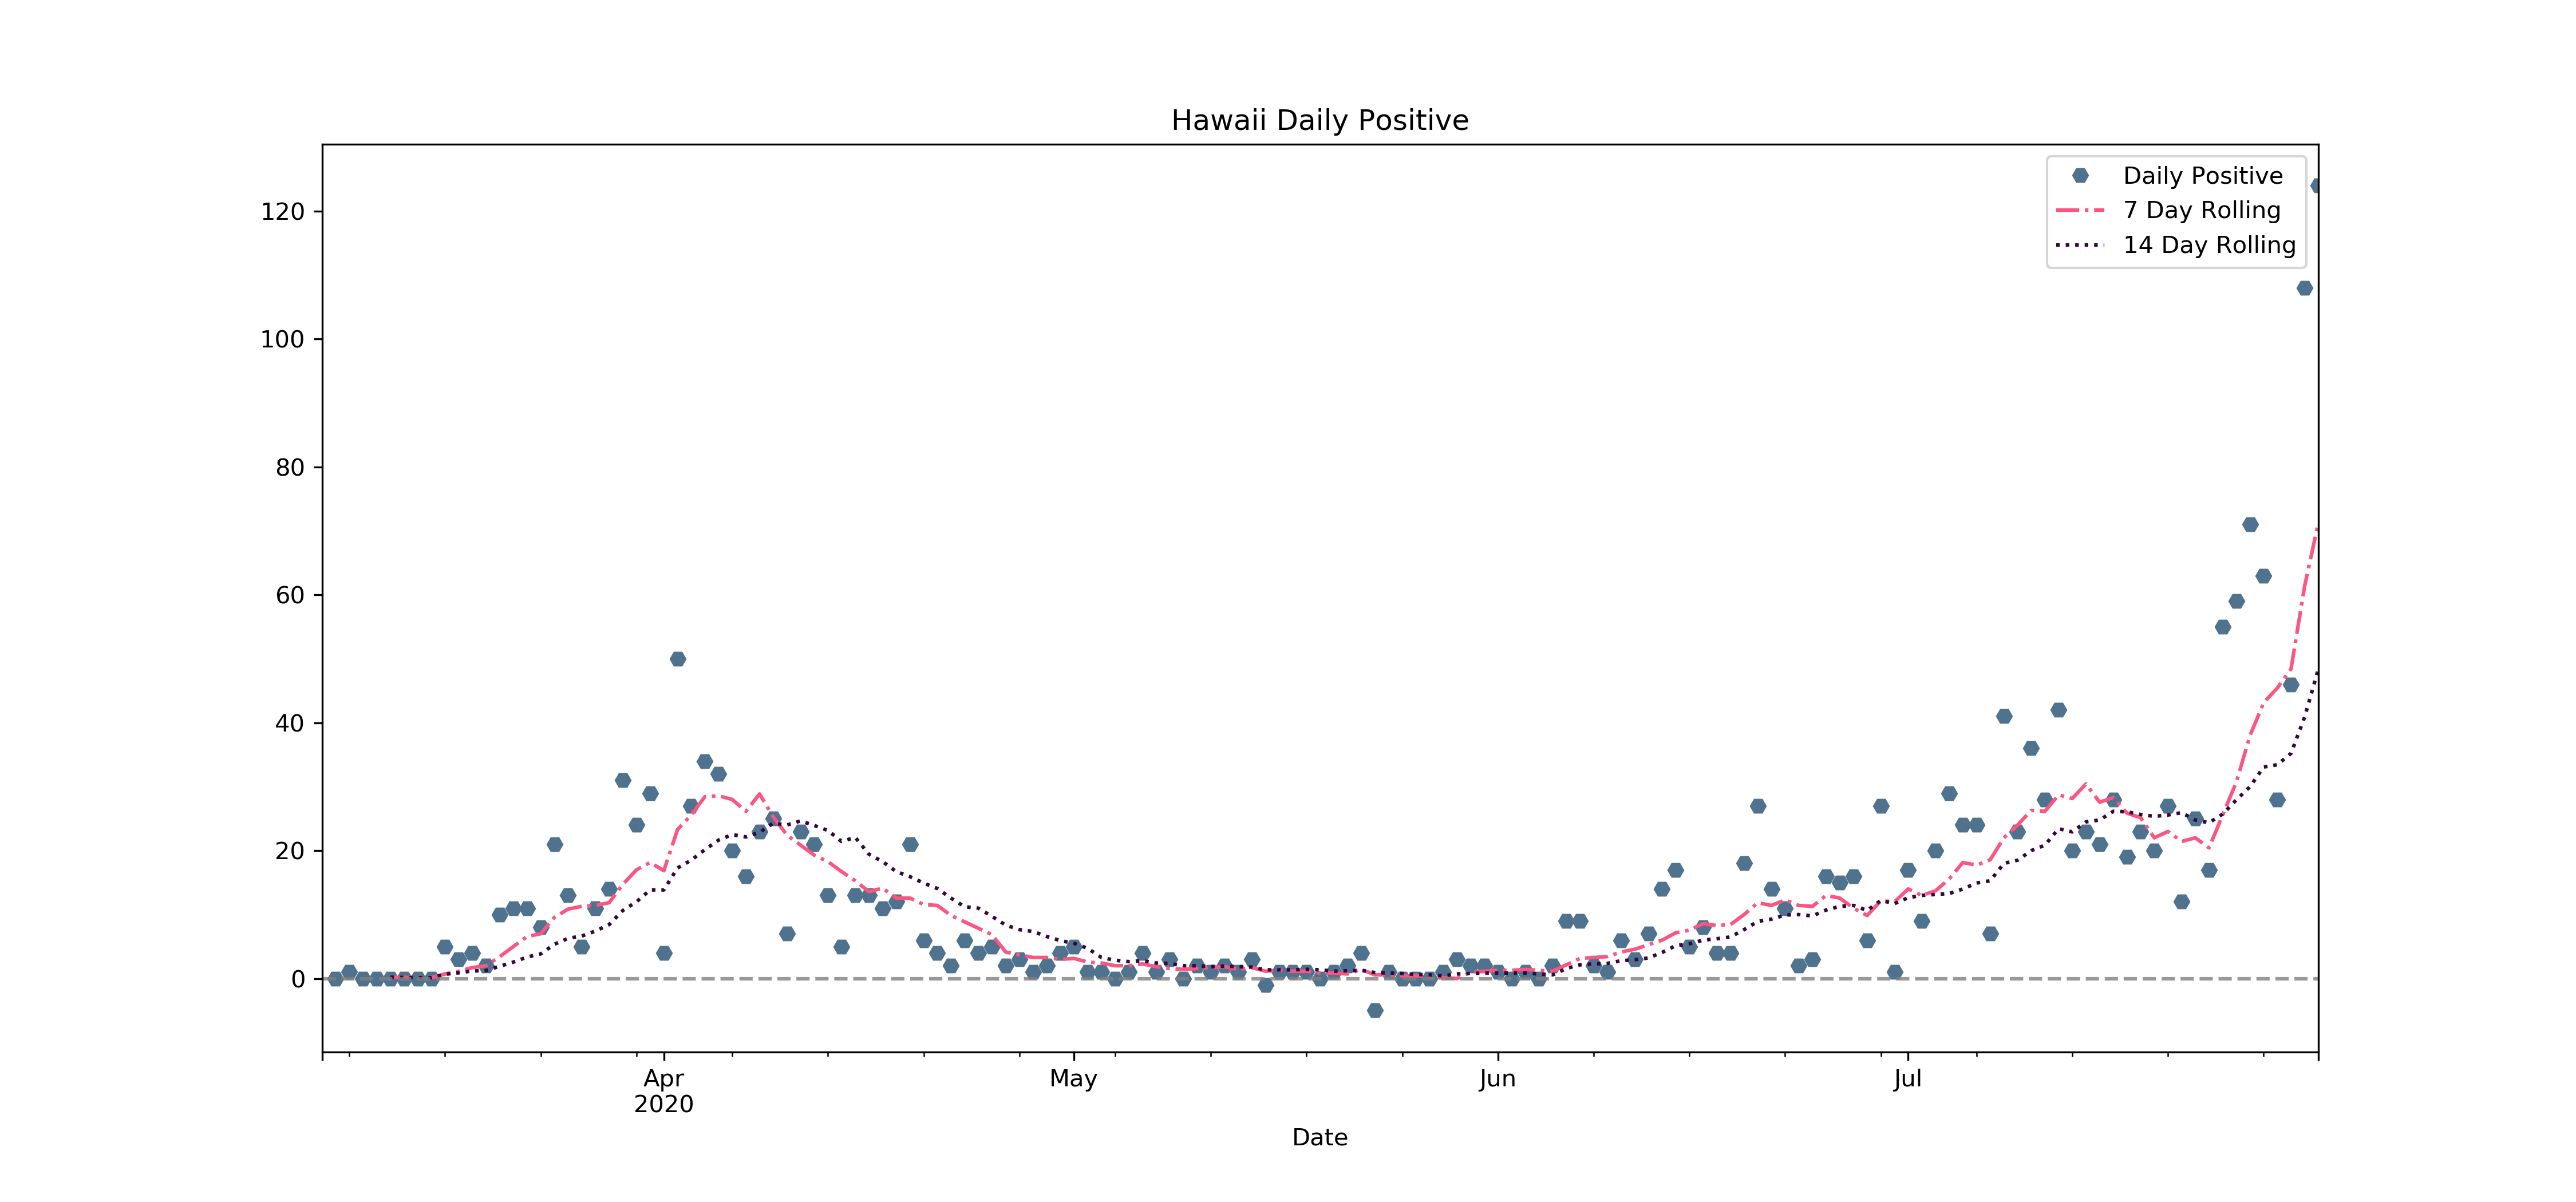 Hawaii Daily Positive
Daily Positive
7 Day Rolling
14 Day Rolling
120
100
80
60
40
20
0
Apr May Jun Jul
2020
Date